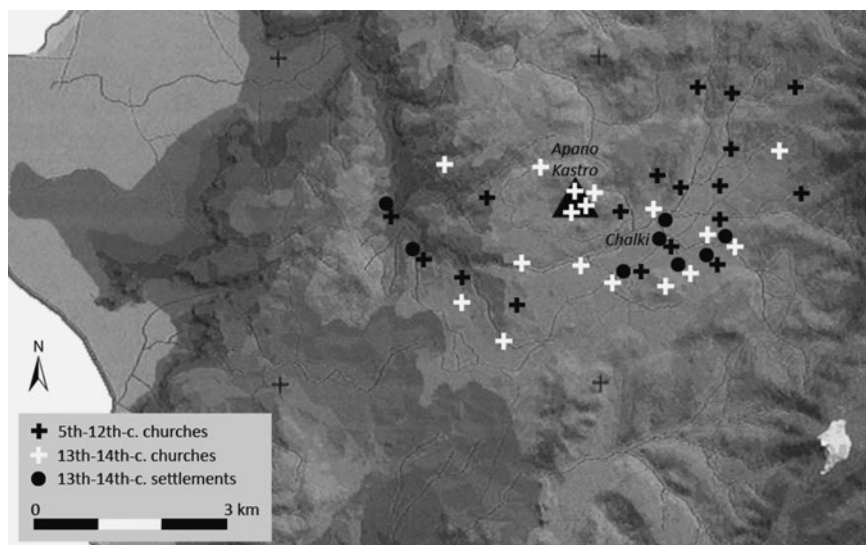 Apano
Kastro
Chalki
N
5th-12th-c. churches
13th-14th-c. churches
13th-14th-c. settlements
0
3 km